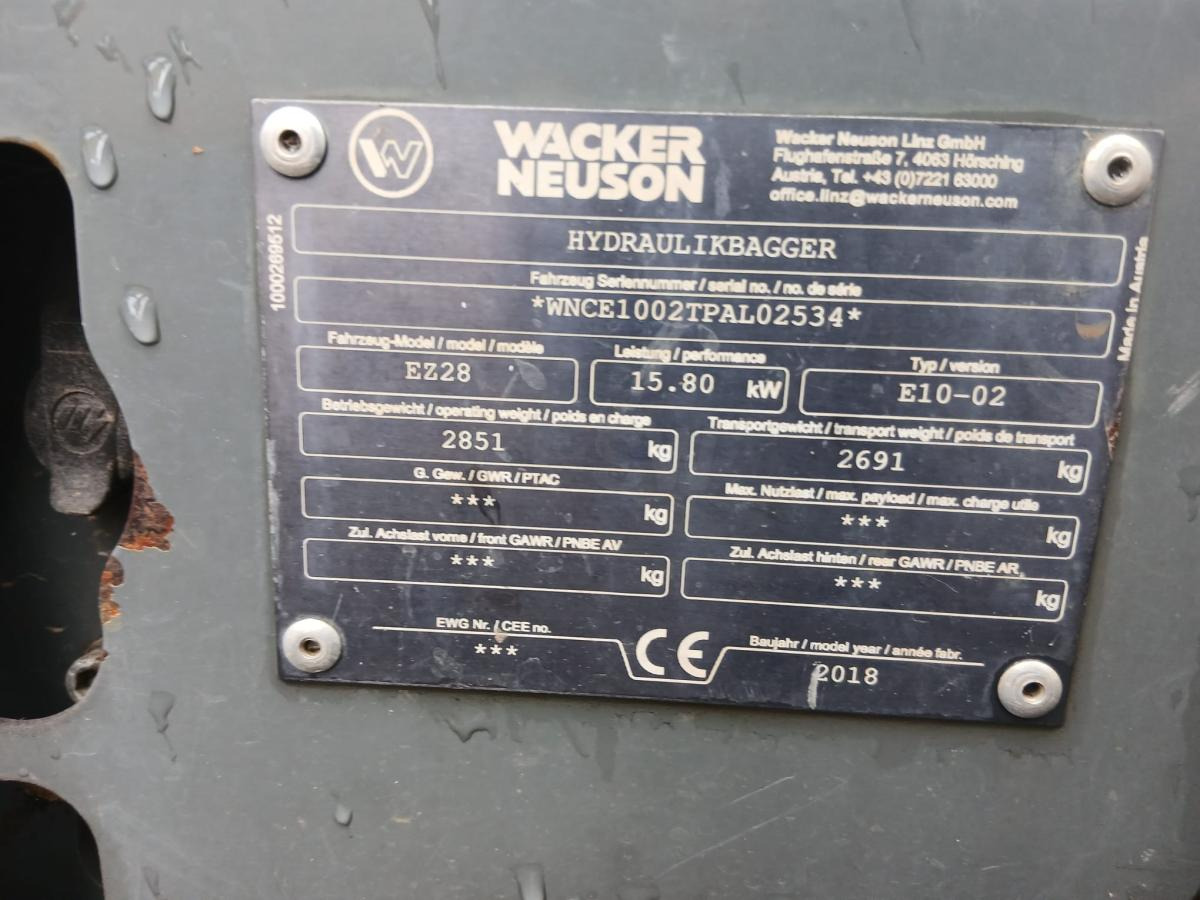 WACKER
NEUSON
Wacker Neuson Linz GmbH
Flughafenstraße 7, 4063 Hörsching
Austria, Tel. +43 (0)7221 63000
office.linz@wackerneuson.com
1000269512
HYDRAULIKBAGGER
Made in Austria
Fahrzeug Seriennummer / serial no. / no. de série
*WNCE1002TPAL02534*
Fahrzeug-Model / model / modèle
EZ28
Leistung / performance
15.80 kW
Typ / version
E10-02
Betriebsgewicht / operating weight / poids en charge
2851 kg
Transportgewicht / transport weight / poids de transport
2691 kg
G. Gew. / GWR / PTAC
*** kg
Max. Nutzlast / max. payload / max. charge utile
*** kg
Zul. Achslast vorne / front GAWR / PNBE AV
*** kg
Zul. Achslast hinten / rear GAWR / PNBE AR
*** kg
EWG Nr. / CEE no.
***
CE
Baujahr / model year / année fabr.
2018